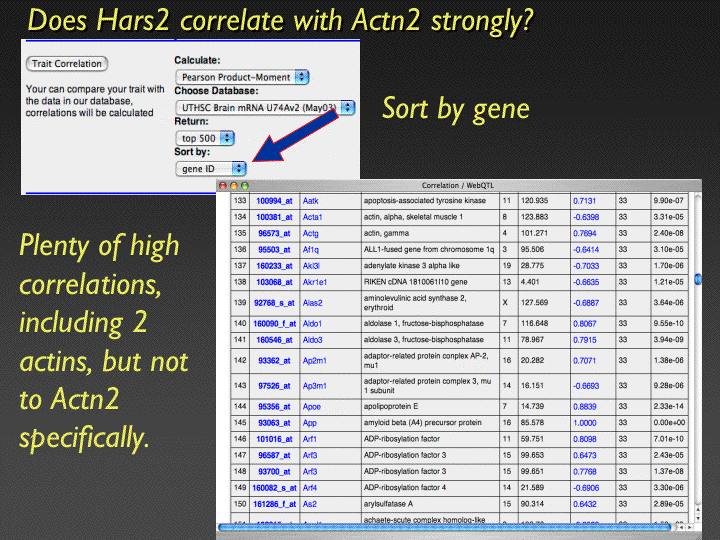 Does Hars2 correlate with Actn2 strongly?
Trait Correlation
Your can compare your trait with
the data in our database,
correlations will be calculated
Calculate:
Pearson Product-Moment
Choose Database:
UTHSC Brain mRNA U74Av2 (May03)
Return:
top 500
Sort by:
gene ID
Sort by gene
Plenty of high
correlations,
including 2
actins, but not
to Actn2
specifically.
Correlation / WebQTL
133 100994_at Aatk apoptosis-associated tyrosine kinase 11 120.935 0.7131 33 9.90e-07
134 100381_at Acta1 actin, alpha, skeletal muscle 1 8 123.883 -0.6398 33 3.31e-05
135 96573_at Actg actin, gamma 4 101.271 0.7694 33 2.40e-08
136 95503_at Af1q ALL1-fused gene from chromosome 1q 3 95.506 -0.6414 33 3.10e-05
137 160233_at Akl3l adenylate kinase 3 alpha like 19 28.775 -0.7033 33 1.70e-06
138 103068_at Akr1e1 RIKEN cDNA 1810061I10 gene 13 4.401 -0.6635 33 1.21e-05
139 92768_s_at Alas2 aminolevulinic acid synthase 2, erythroid X 127.569 -0.6887 33 3.64e-06
140 160090_f_at Aldo1 aldolase 1, fructose-bisphosphatase 7 116.648 0.8067 33 9.55e-10
141 160546_at Aldo3 aldolase 3, fructose-bisphosphatase 11 78.967 0.7915 33 3.94e-09
142 93362_at Ap2m1 adaptor-related protein conplex AP-2, mu1 16 20.282 0.7071 33 1.38e-06
143 97526_at Ap3m1 adaptor-related protein complex 3, mu 1 subunit 14 16.151 -0.6693 33 9.28e-06
144 95356_at Apoe apolipoprotein E 7 14.739 0.8839 33 2.33e-14
145 93063_at App amyloid beta (A4) precursor protein 16 85.578 1.0000 33 0.00e+00
146 101016_at Arf1 ADP-ribosylation factor 11 59.751 0.8098 33 7.01e-10
147 96587_at Arf3 ADP-ribosylation factor 3 15 99.653 0.6473 33 2.43e-05
148 93700_at Arf3 ADP-ribosylation factor 3 15 99.651 0.7768 33 1.37e-08
149 160082_s_at Arf4 ADP-ribosylation factor 4 14 21.589 -0.6906 33 3.30e-06
150 161286_f_at As2 arylsulfatase A 15 90.314 0.6432 33 2.89e-05
achaete-scute complex homolog-like